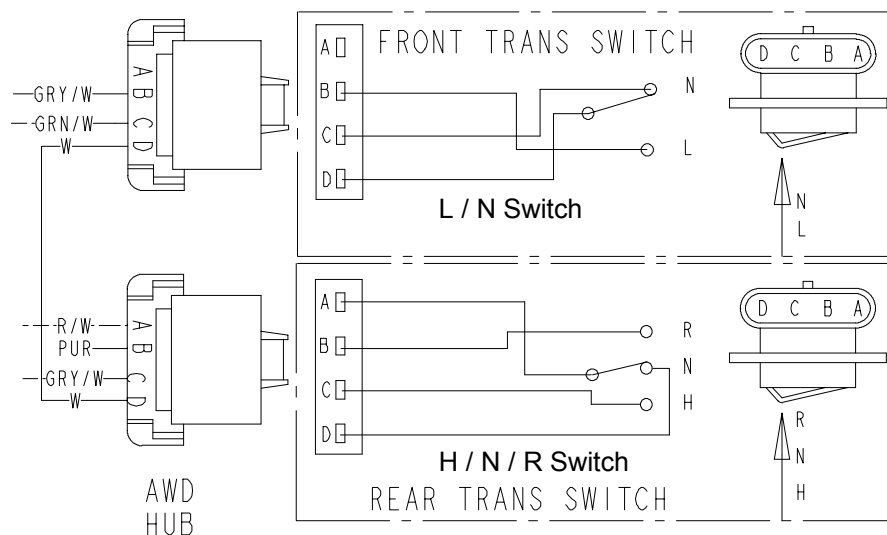 FRONT TRANS SWITCH
A
B
C
D
GRY/W
GRN/W
W
A
B
C
D
N
L
L / N Switch
D C B A
N
L
R/W
PUR
GRY/W
W
A
B
C
D
A
B
C
D
R
N
H
H / N / R Switch
REAR TRANS SWITCH
D C B A
R
N
H
AWD
HUB